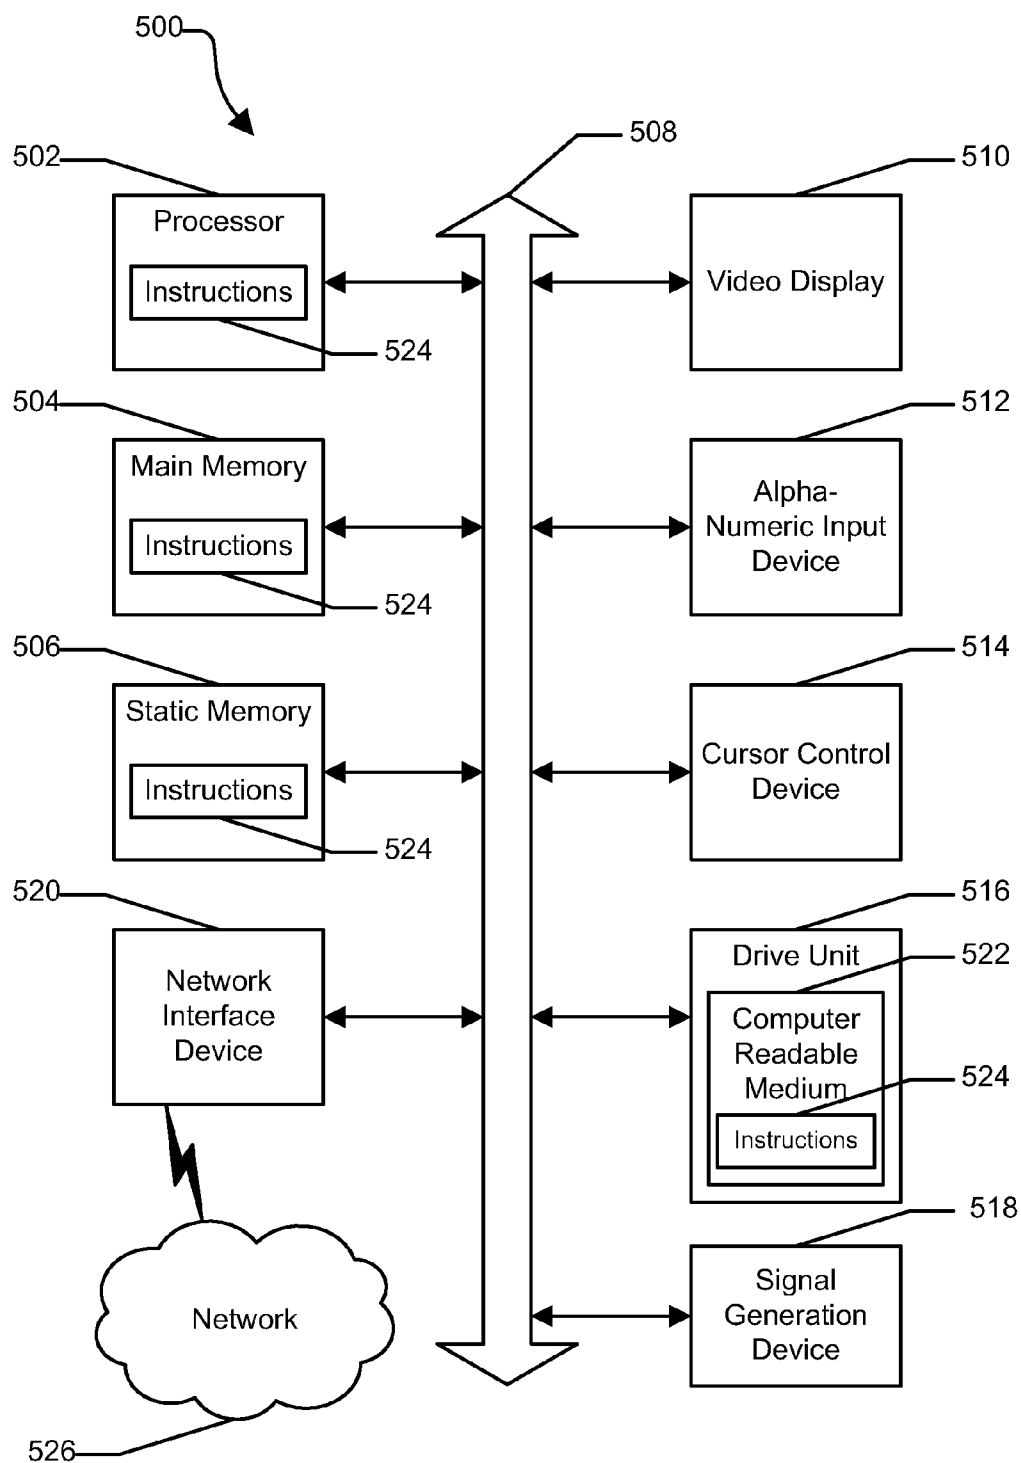 500
508
502
510
Processor
Instructions
524
Video Display
504
512
Main Memory
Instructions
524
Alpha-
Numeric Input
Device
506
514
Static Memory
Instructions
524
Cursor Control
Device
520
516
Network
Interface
Device
Drive Unit
522
Computer
Readable
Medium
524
Instructions
518
Signal
Generation
Device
Network
526